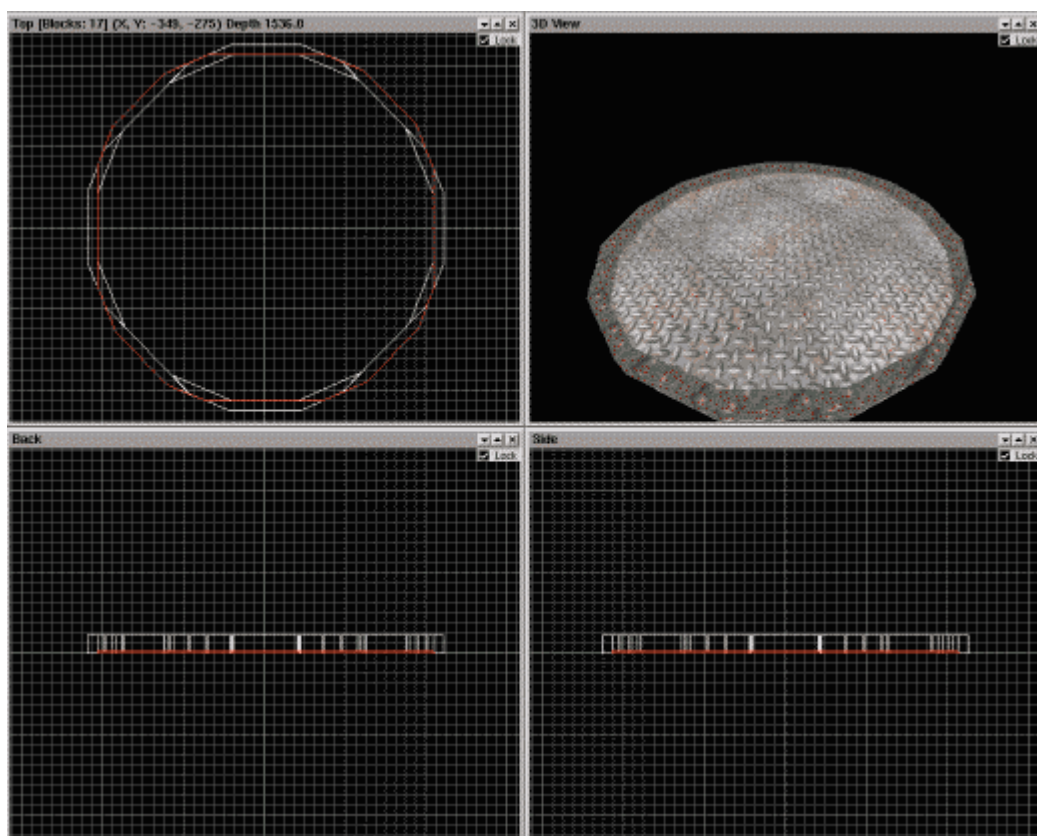 Top [Blocks: 17] (X, Y: -349, -275) Depth 1536.0
Lock
3D View
Lock
Back
Lock
Side
Lock